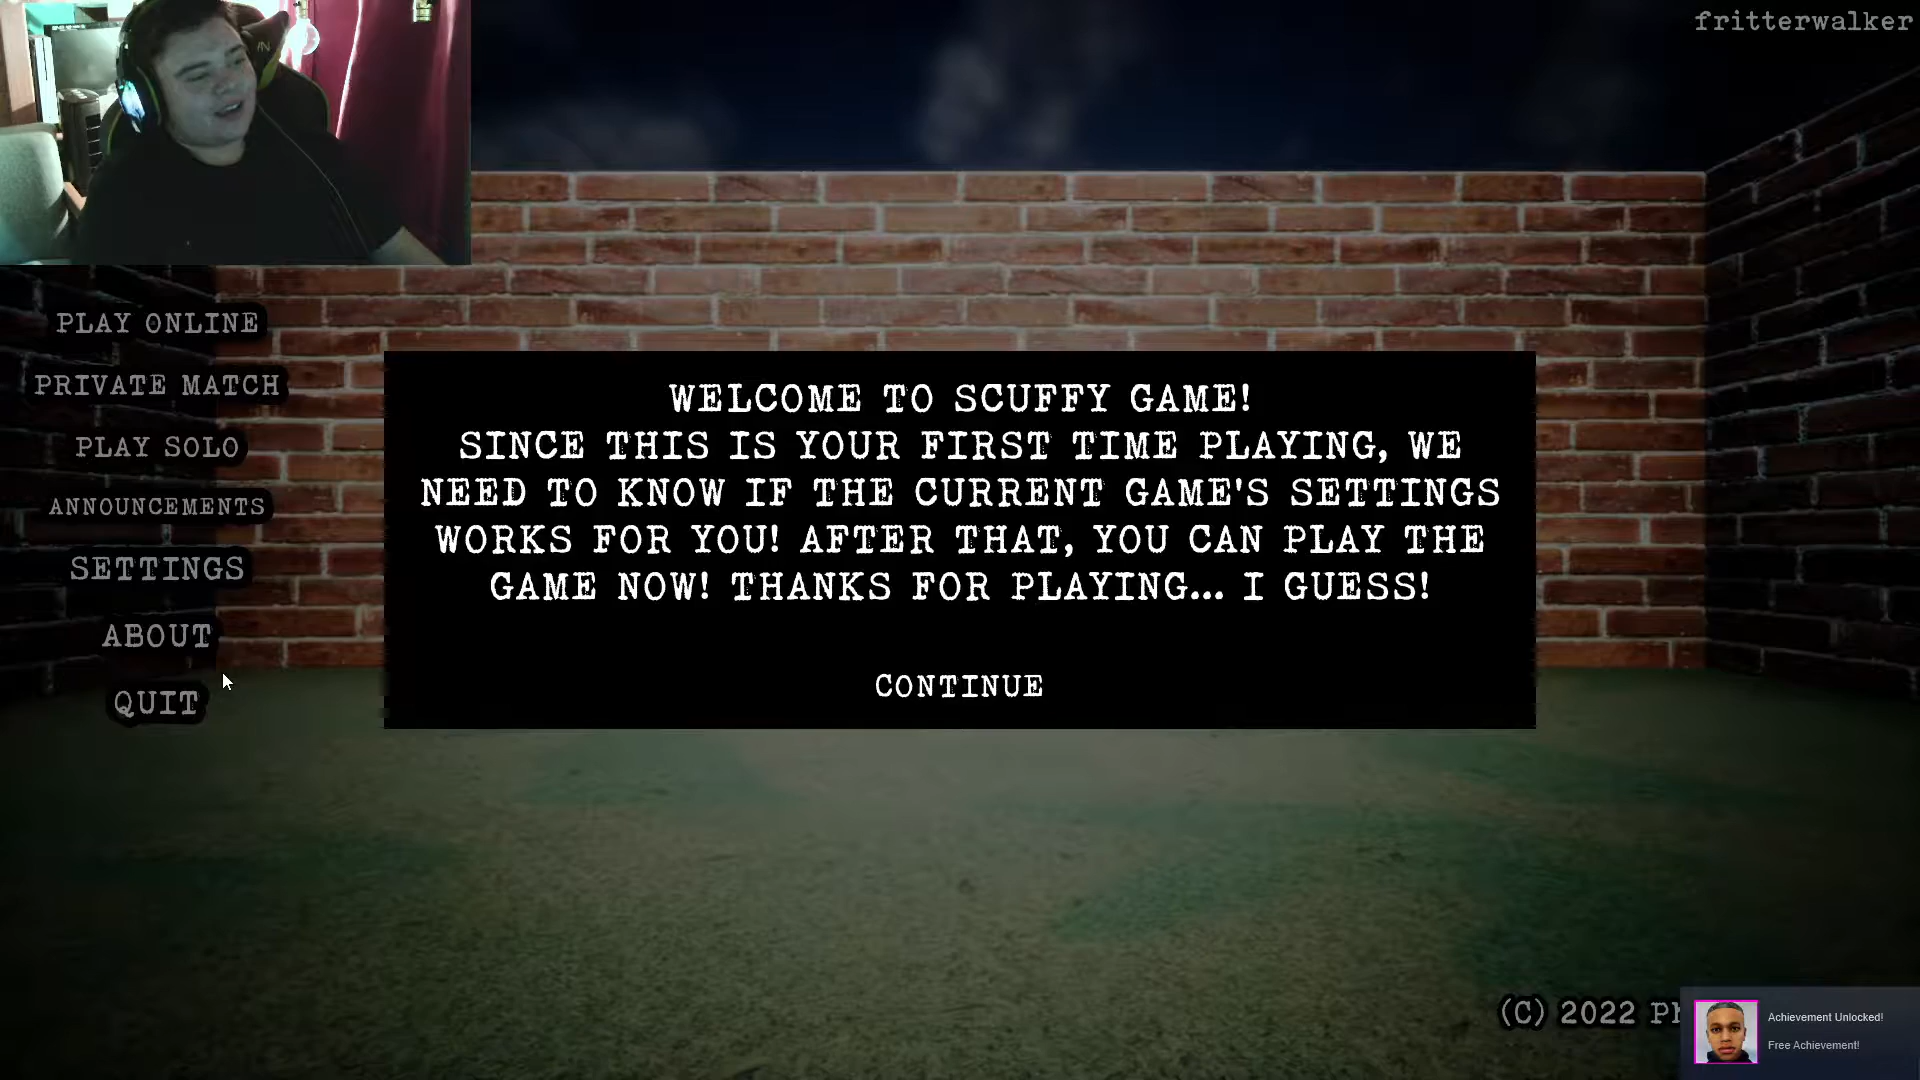 fritterwalker
PLAY ONLINE
PRIVATE MATCH
PLAY SOLO
ANNOUNCEMENTS
SETTINGS
ABOUT
QUIT
WELCOME TO SCUFFY GAME!
SINCE THIS IS YOUR FIRST TIME PLAYING, WE
NEED TO KNOW IF THE CURRENT GAME'S SETTINGS
WORKS FOR YOU! AFTER THAT, YOU CAN PLAY THE
GAME NOW! THANKS FOR PLAYING... I GUESS!
CONTINUE
(C) 2022
Achievement Unlocked!
Free Achievement!